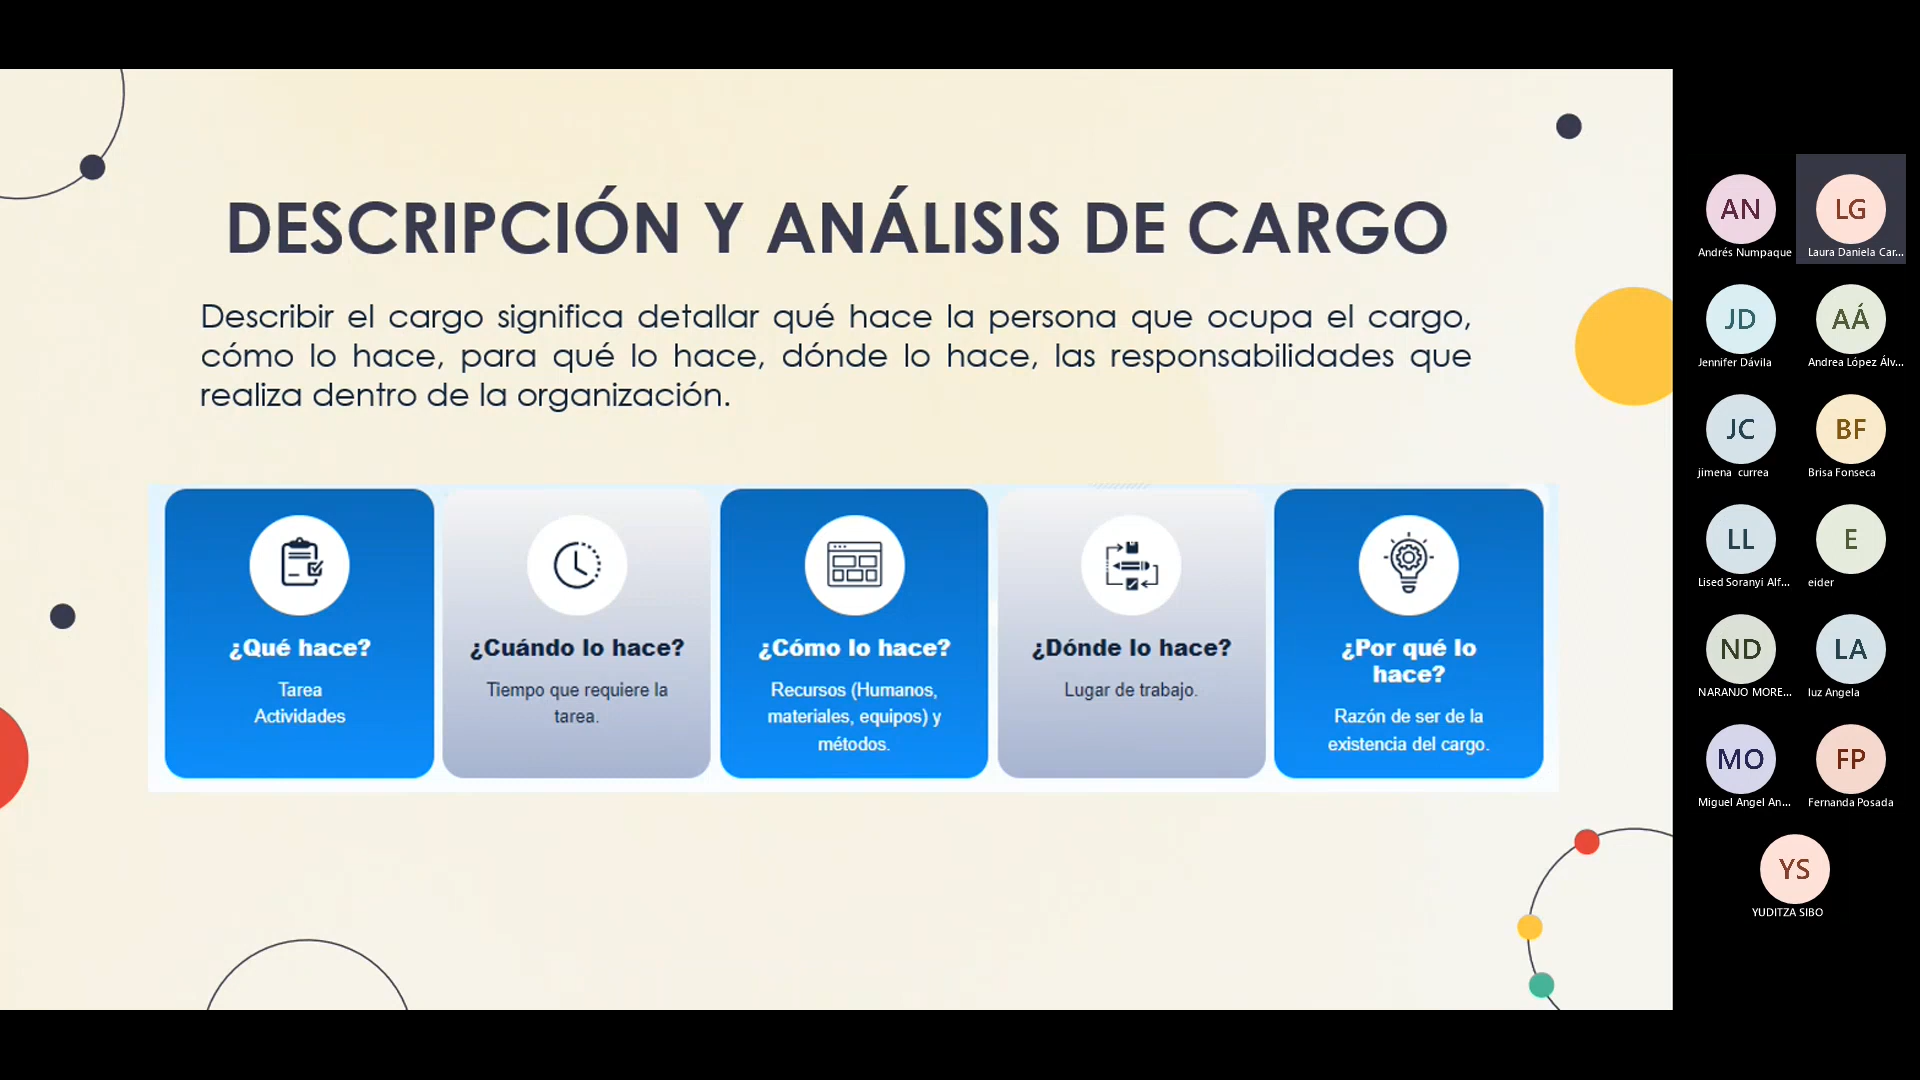 DESCRIPCIÓN Y ANÁLISIS DE CARGO
Describir el cargo significa detallar qué hace la persona que ocupa el cargo,
cómo lo hace, para qué lo hace, dónde lo hace, las responsabilidades que
realiza dentro de la organización.
¿Qué hace?
Tarea
Actividades
¿Cuándo lo hace?
Tiempo que requiere la
tarea.
¿Cómo lo hace?
Recursos (Humanos,
materiales, equipos) y
métodos.
¿Dónde lo hace?
Lugar de trabajo.
¿Por qué lo
hace?
Razón de ser de la
existencia del cargo.
AN
Andrés Numpaque
LG
Laura Daniela Car...
JD
Jennifer Dávila
AÁ
Andrea López Álv...
JC
jimena currea
BF
Brisa Fonseca
LL
Lised Soranyi Alf...
E
eider
ND
NARANJO MORE...
LA
luz Angela
MO
Miguel Angel An...
FP
Fernanda Posada
YS
YUDITZA SIBO